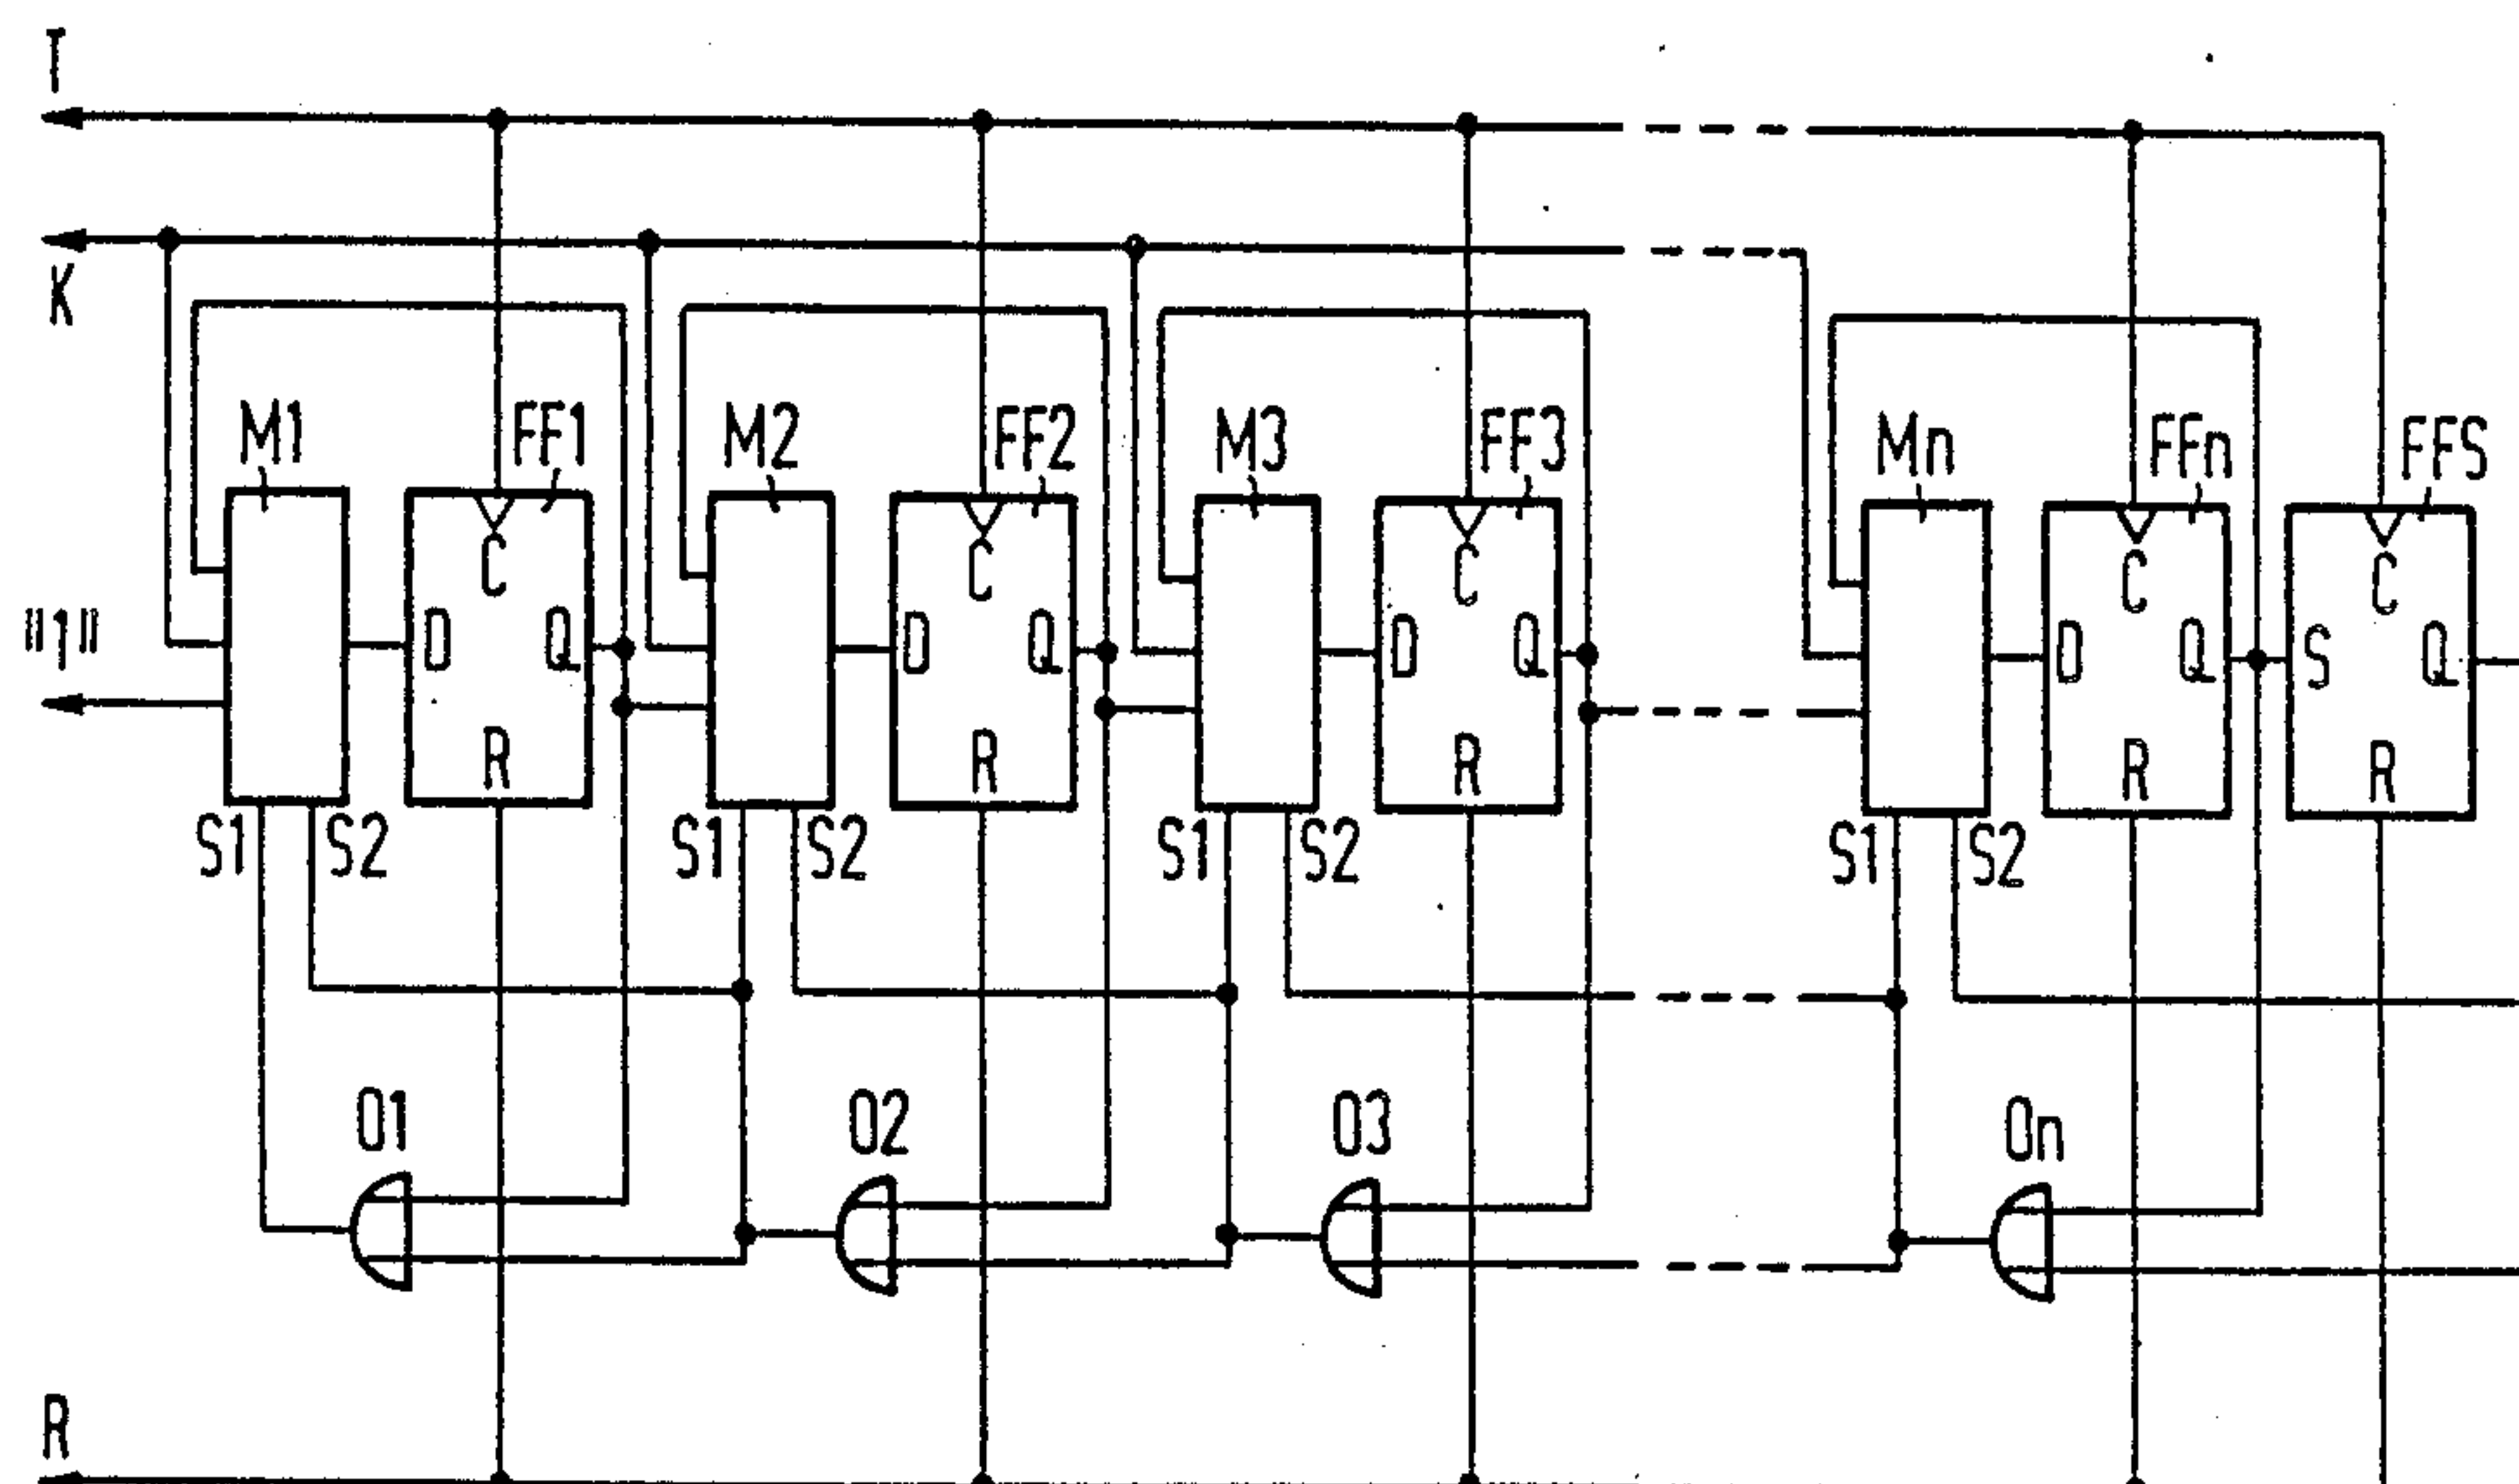 T
K
M1 FF1 M2 FF2 M3 FF3 Mn FFn FFS
C C C C C
"1" D Q D Q D Q D Q S Q
R R R R R
S1 S2 S1 S2 S1 S2 S1 S2
O1 O2 O3 On
R